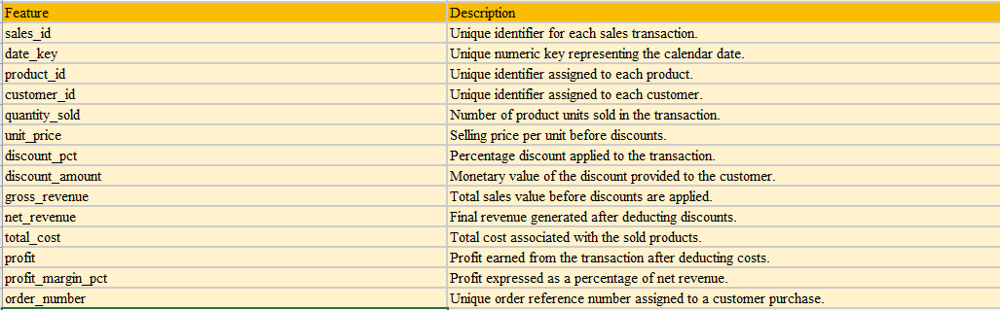 Feature Description
sales_id Unique identifier for each sales transaction.
date_key Unique numeric key representing the calendar date.
product_id Unique identifier assigned to each product.
customer_id Unique identifier assigned to each customer.
quantity_sold Number of product units sold in the transaction.
unit_price Selling price per unit before discounts.
discount_pct Percentage discount applied to the transaction.
discount_amount Monetary value of the discount provided to the customer.
gross_revenue Total sales value before discounts are applied.
net_revenue Final revenue generated after deducting discounts.
total_cost Total cost associated with the sold products.
profit Profit earned from the transaction after deducting costs.
profit_margin_pct Profit expressed as a percentage of net revenue.
order_number Unique order reference number assigned to a customer purchase.